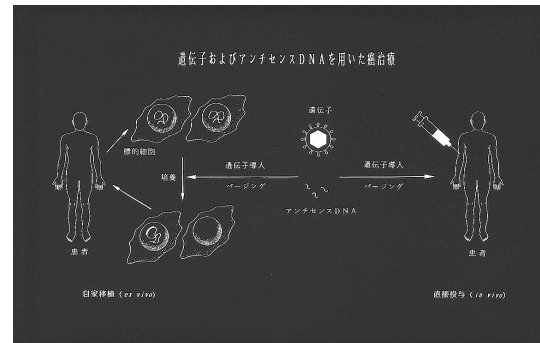 遺伝子およびアンチセンスDNAを用いた癌治療
遺伝子
標的細胞
培養
遺伝子導入
パージング
遺伝子導入
パージング
アンチセンスDNA
患者
患者
自家移植 (ex vivo)
直接投与 (in vivo)